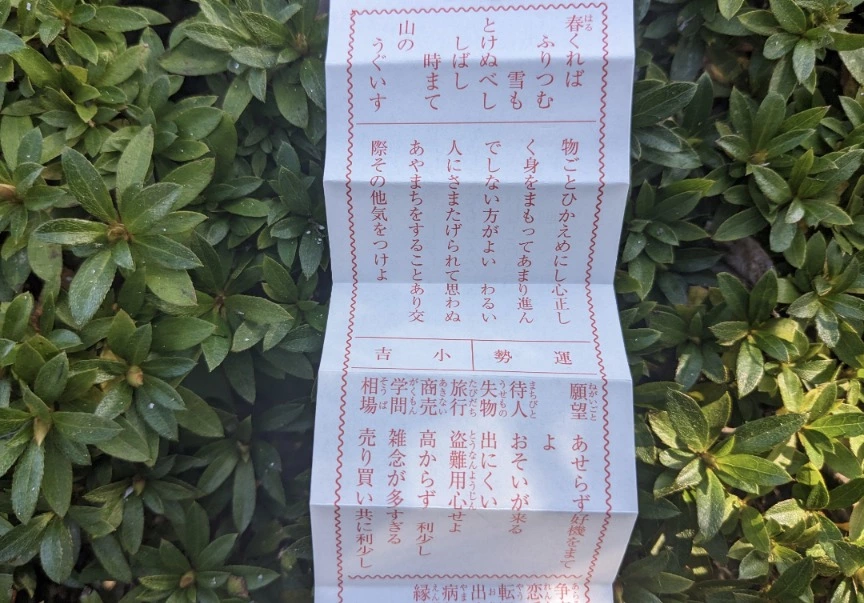 春くれば
ふりつむ
雪も
とけぬべし
しばし
時まて
山の
うぐいす
物ごとひかえめにし心正し
く身をまもってあまり進ん
でしない方がよい わるい
人にさまたげられて思わぬ
あやまちをすることあり交
際その他気をつけよ
運勢 小吉
願望 あせらず好機をまて
よ
待人 おそいが来る
失物 出にくい
旅行 盗難用心せよ
商売 高からず 利少し
学問 雑念が多すぎる
相場 売り買い共に利少し
争
恋
転
出
病
縁